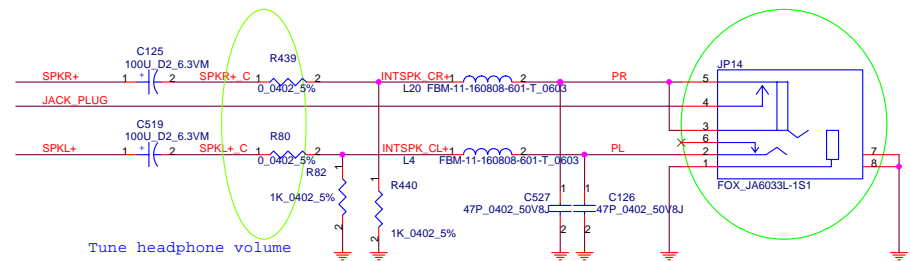 C125
100U_D2_6.3VM
R439
JP14
SPKR+ 1 2 SPKR+_C 1 2 INTSPK_CR+ 1 2 PR 5
0_0402_5% L20 FBM-11-160808-601-T_0603
JACK_PLUG 4
C519
100U_D2_6.3VM
R80
3
6
SPKL+ 1 2 SPKL+_C 1 2 INTSPK_CL+ 1 2 PL 2 7
0_0402_5% L4 FBM-11-160808-601-T_0603 1 8
R82
R440
FOX_JA6033L-1S1
1 1 1 1
1K_0402_5%
C527 C126
47P_0402_50V8J 47P_0402_50V8J
2 2 2 2
1K_0402_5%
Tune headphone volume